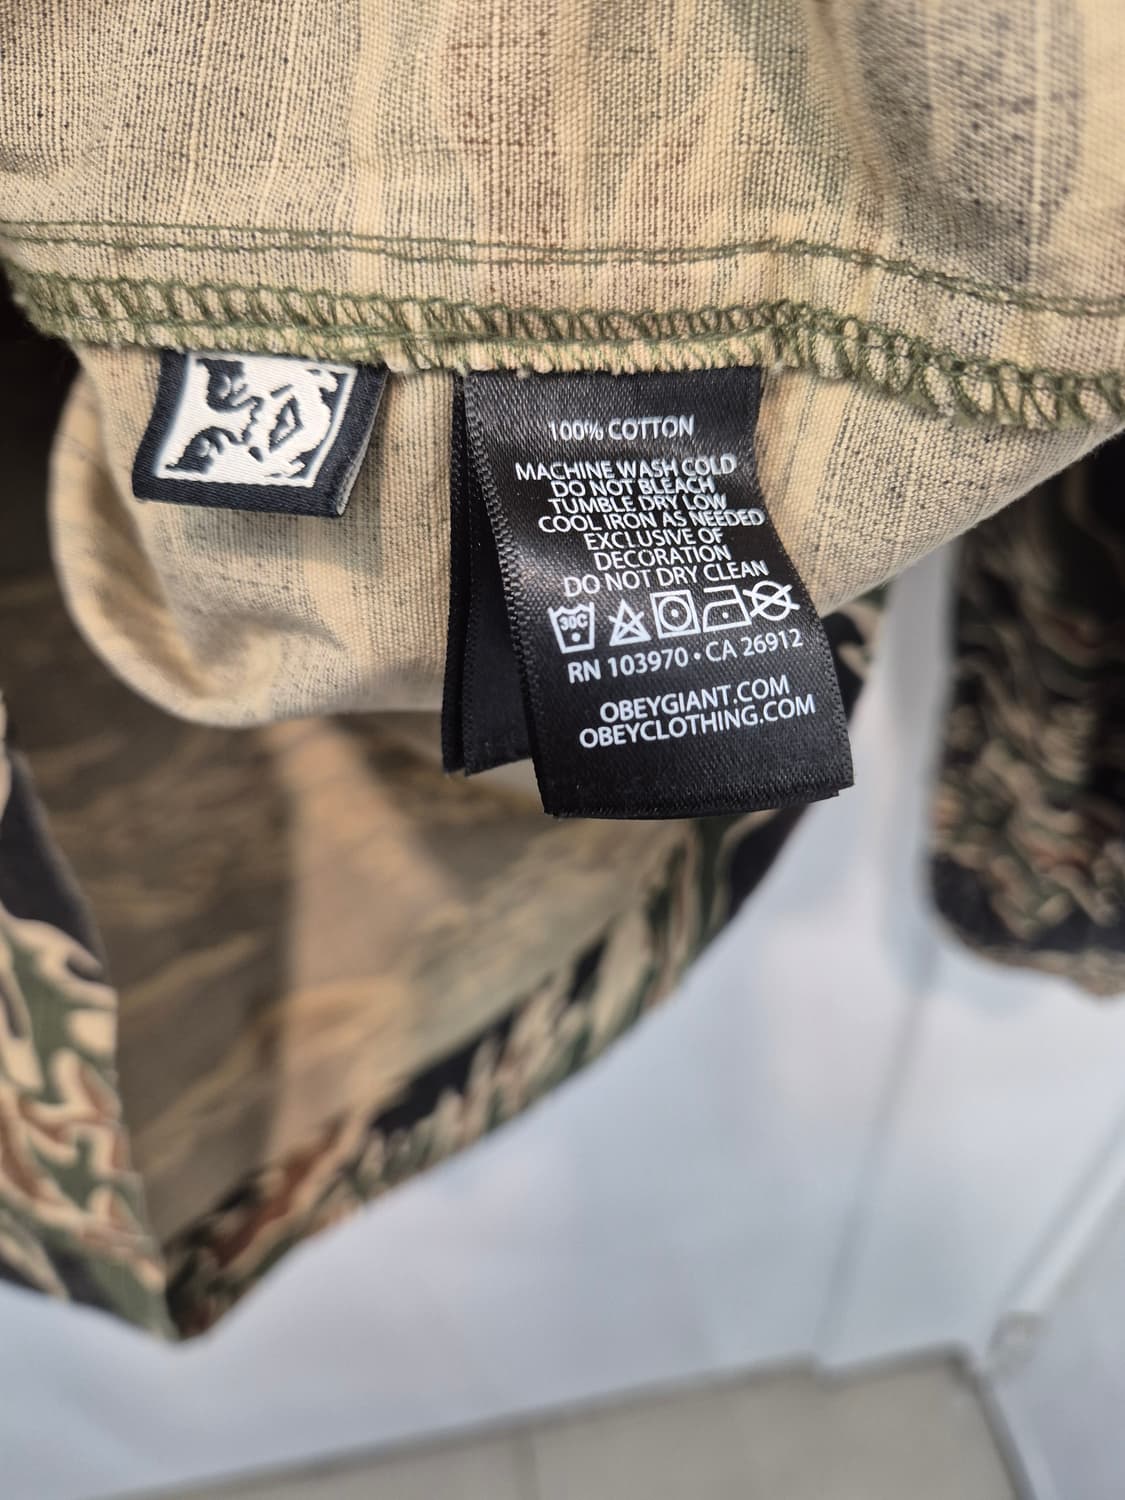 100% COTTON
MACHINE WASH COLD
DO NOT BLEACH
TUMBLE DRY LOW
COOL IRON AS NEEDED
EXCLUSIVE OF
DECORATION
DO NOT DRY CLEAN
30C
RN 103970 • CA 26912
OBEYGIANT.COM
OBEYCLOTHING.COM